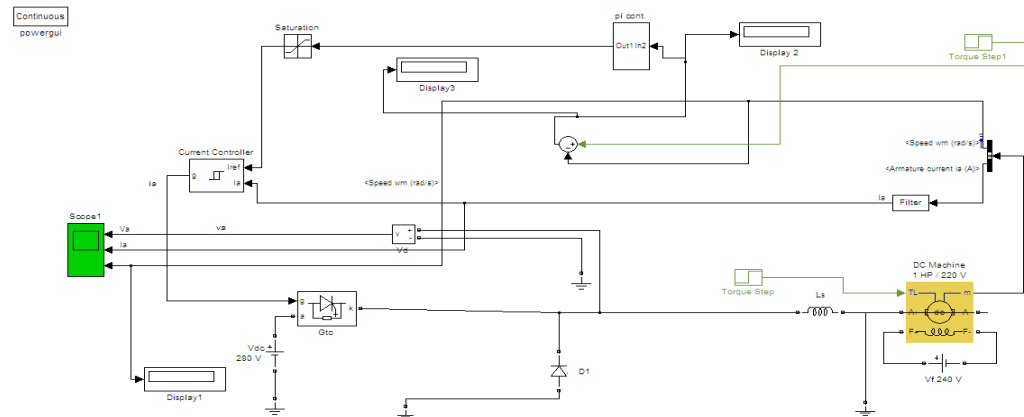 Continuous
powergui
Saturation
pi cont.
Out1 In2
Display 2
Torque Step1
Display3
Current Controller
Iref
g
Ia
ia
<Speed wm (rad/s)>
<Speed wm (rad/s)>
<Armature current ia (A)>
Ia
Filter
Scope1
Va
va
Ia
v
+
-
Vd
DC Machine
1 HP / 220 V
Torque Step
TL
m
Ls
A+
dc
A-
F+
F-
Vf 240 V
g
a
k
Gto
Vdc
280 V
D1
Display1